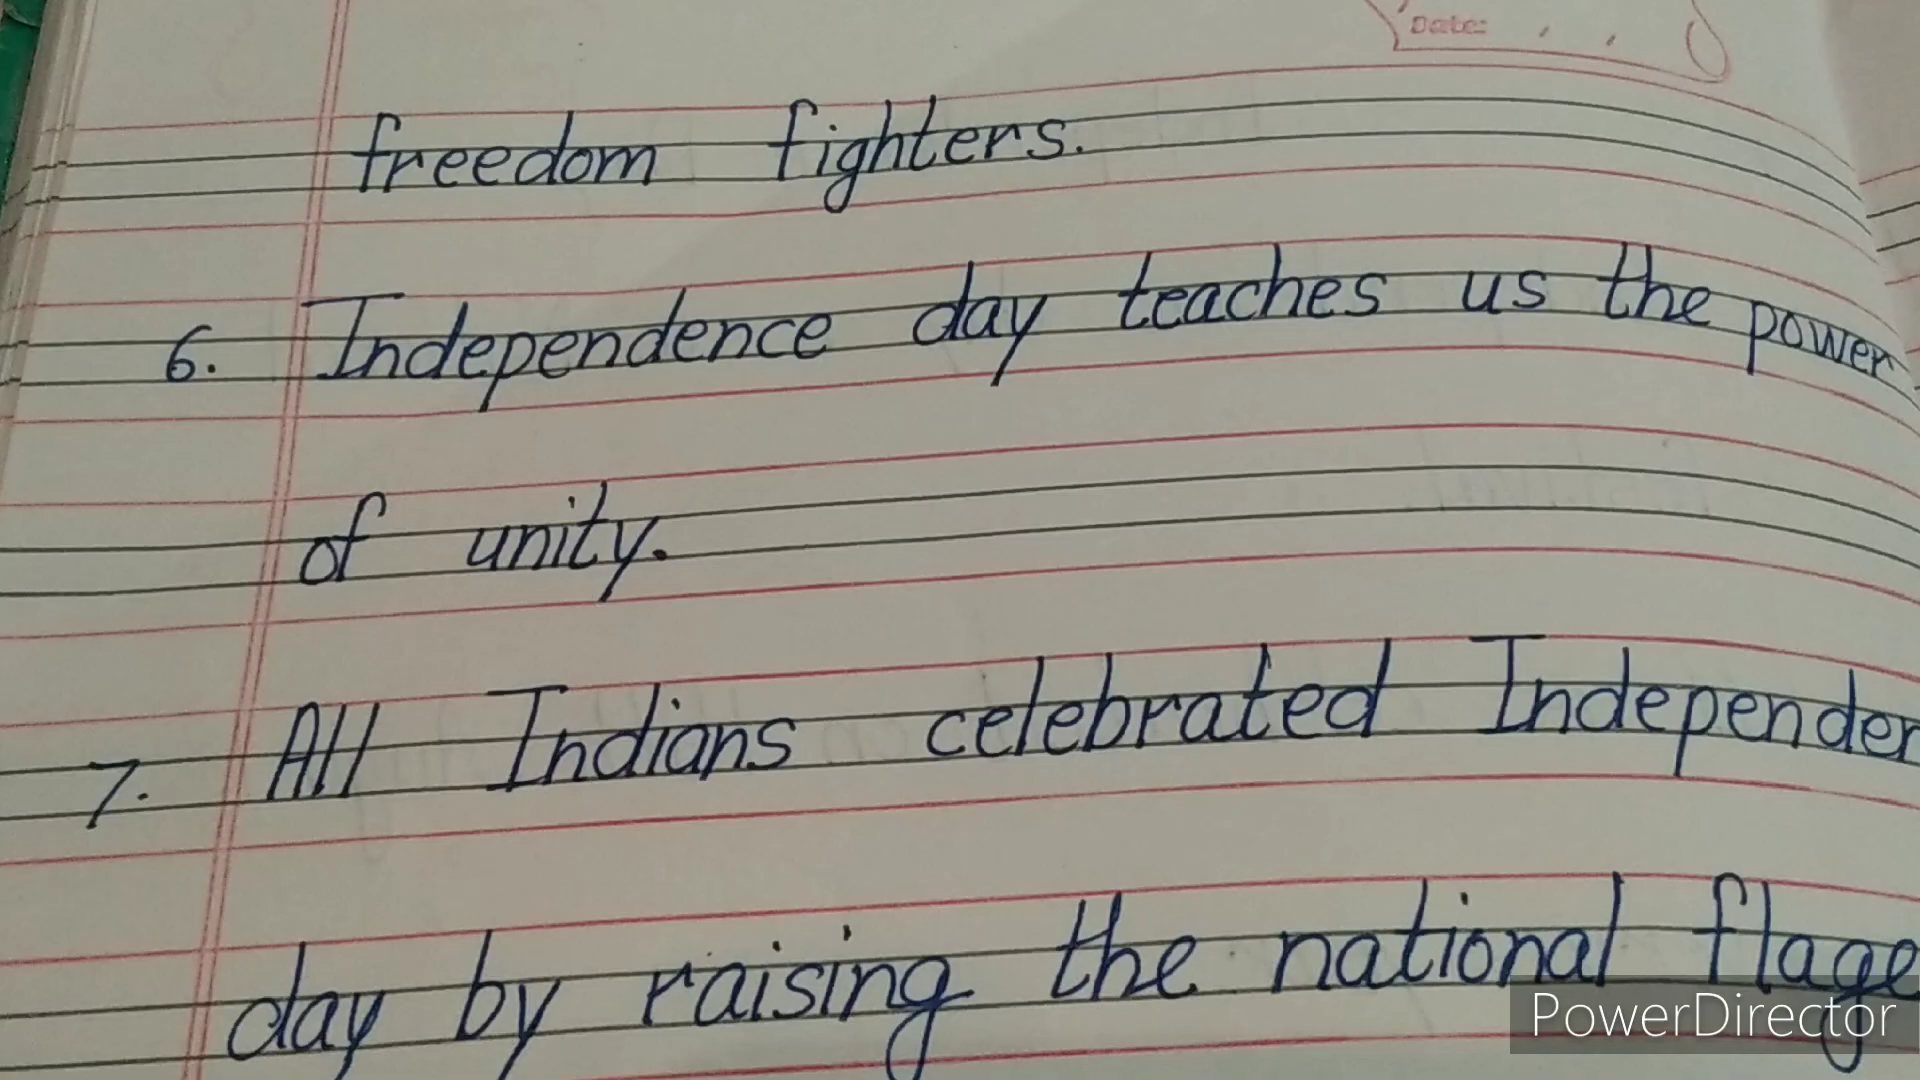 Date:
freedom fighters.
6. Independence day teaches us the power
of unity.
7. All Indians celebrated Independen
day by raising the national flage
PowerDirector